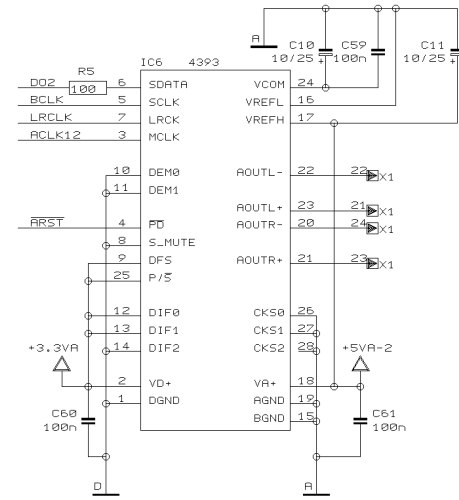 A
C10
10/25
+
C59
100n
C11
10/25
+
IC6 4393
R5
100
DO2 6 SDATA
BCLK 5 SCLK
LRCLK 7 LRCK
ACLK12 3 MCLK
VCOM 24
VREFL 16
VREFH 17
10 DEM0
11 DEM1
AOUTL- 22 22 X1
AOUTL+ 23 21 X1
AOUTR- 20 24 X1
AOUTR+ 21 23 X1
ARST 4 PD
8 S_MUTE
9 DFS
25 P/S
12 DIF0
13 DIF1
14 DIF2
CKS0 26
CKS1 27
CKS2 28
+3.3VA
+5VA-2
2 VD+
1 DGND
VA+ 18
AGND 19
BGND 15
C60
100n
C61
100n
D
A